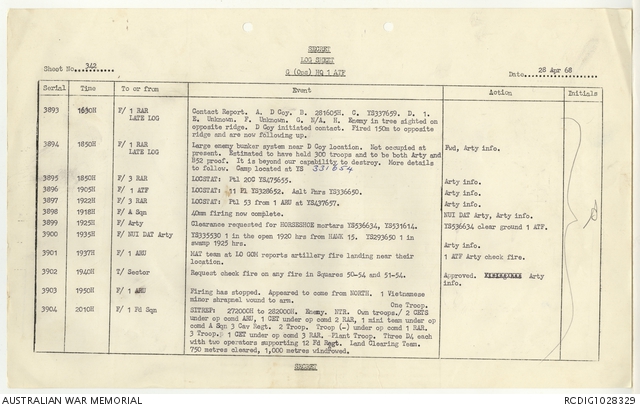 SECRET
LOG SHEET
G (Ops) HQ 1 ATF
Sheet No 342
Date 28 Apr 68
Serial Time To or from Event Action Initials
3893 1630H F/ 1 RAR Contact Report. A. D Coy. B. 281605H. C. YS337659. D. 1.
LATE LOG E. Unknown. F. Unknown. G. N/A. H. Enemy in tree sighted on
opposite ridge. D Coy initiated contact. Fired 150m to opposite
ridge and are now following up.
3894 1850H F/ 1 RAR Large enemy bunker system near D Coy location. Not occupied at Fwd, Arty info.
LATE LOG present. Estimated to have held 300 troops and to be both Arty and
B52 proof. It is beyond our capability to destroy. More details
to follow. Camp located at YS 331654
3895 1850H F/ 3 RAR LOCSTAT: Ptl 20G YS475655. Arty info.
3896 1905H F/ 1 ATF LOCSTAT: 31 Pl YS328652. Aslt Pnrs YS336650. Arty info.
3897 1922H F/ 3 RAR LOCSTAT: Ptl 53 from 1 ANU at YS437657. Arty info.
3898 1918H F/ A Sqn 40mm firing now complete. NUI DAT Arty, Arty info.
3899 1925H F/ Arty Clearance requested for HORSESHOE mortars YS536634, YS531614. YS536634 clear ground 1 ATF.
3900 1935H F/ NUI DAT Arty YS335530 1 in the open 1920 hrs from HAWK 15. YS293650 1 in
swamp 1925 hrs. Arty info.
3901 1937H F/ 1 ANU MAT team at LO GOM reports artillery fire landing near their 1 ATF Arty check fire.
location.
3902 1940H T/ Sector Request check fire on any fire in Squares 50-54 and 51-54. Approved. Arty
info.
3903 1950H F/ 1 ANU Firing has stopped. Appeared to come from NORTH. 1 Vietnamese
minor shrapnel wound to arm.
One Troop.
3904 2010H F/ 1 Fd Sqn SITREP: 272000H to 282000H. Enemy. NTR. Own troops/ 2 CETS
under op comd ANU, 1 CET under op comd 2 RAR, 1 mini team under op
comd A Sqn 3 Cav Regt. 2 Troop. Troop (-) under op comd 1 RAR.
3 Troop. 1 CET under op comd 3 RAR. Plant Troop. Three D4 each
with two operators supporting 12 Fd Regt. Land Clearing Team.
750 metres cleared, 1,000 metres windrowed.
SECRET
AUSTRALIAN WAR MEMORIAL
RCDIG1028329